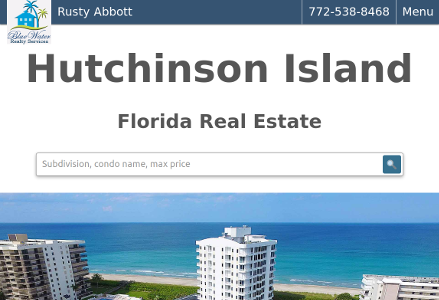 Rusty Abbott
772-538-8468
Menu
Blue Water
Realty Services
Hutchinson Island
Florida Real Estate
Subdivision, condo name, max price